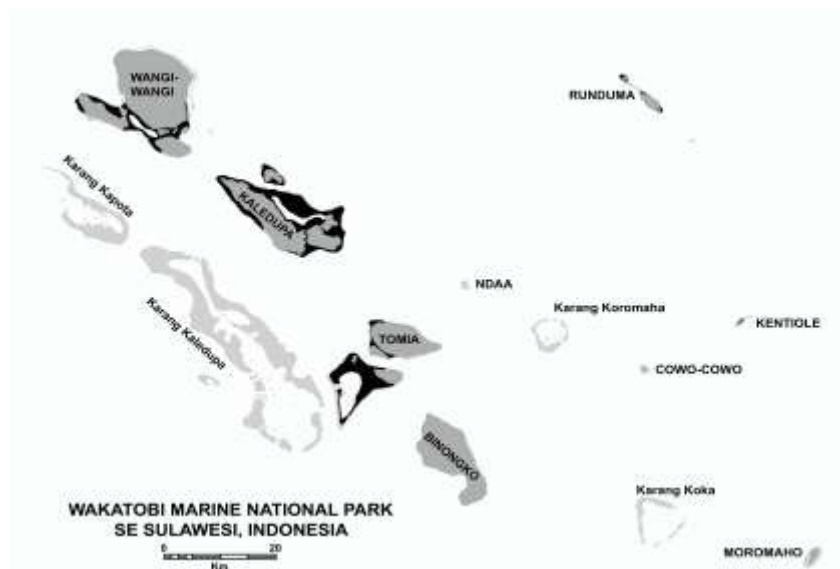 WANGI-
WANGI
RUNDUMA
Karang Kapota
KALEDUPA
NDAA
Karang Koromaha
KENTIOLE
Karang Kaledupa
TOMIA
COWO-COWO
BINONGKO
Karang Koka
WAKATOBI MARINE NATIONAL PARK
SE SULAWESI, INDONESIA
0 20
Km
MOROMAHO